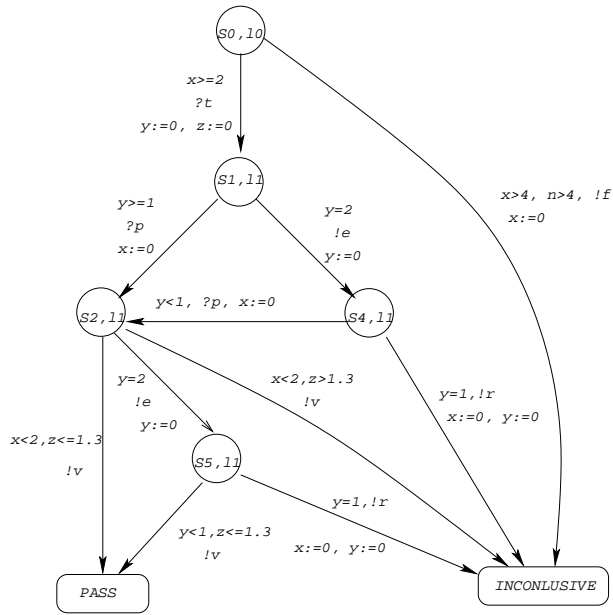 S0,l0
x>=2
?t
y:=0, z:=0
S1,l1
x>4, n>4, !f
x:=0
y>=1
?p
x:=0
y=2
!e
y:=0
y<1, ?p, x:=0
S2,l1
S4,l1
y=2
!e
y:=0
x<2,z>1.3
!v
y=1,!r
x:=0, y:=0
x<2,z<=1.3
!v
S5,l1
y=1,!r
y<1,z<=1.3
!v
x:=0, y:=0
PASS
INCONLUSIVE